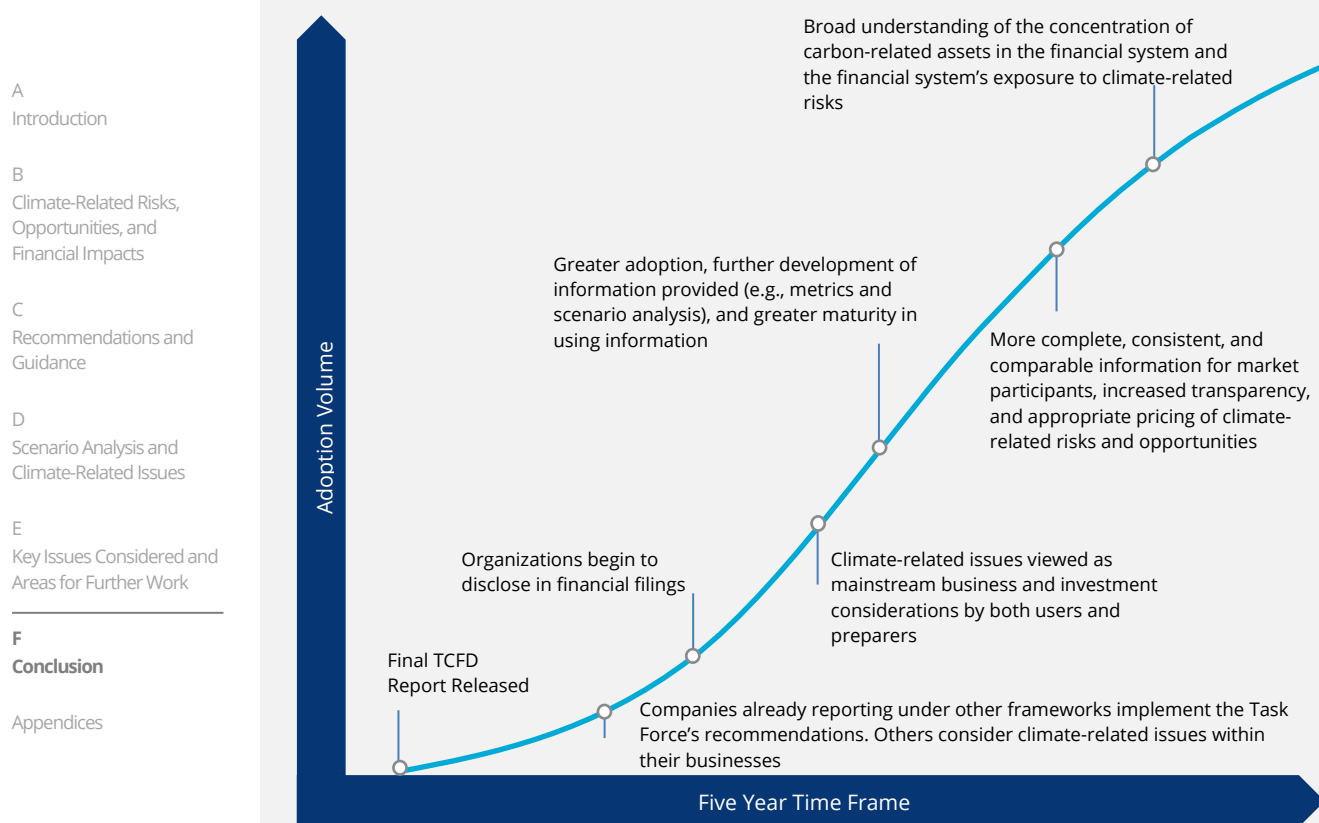 A
Introduction
B
Climate-Related Risks,
Opportunities, and
Financial Impacts
C
Recommendations and
Guidance
D
Scenario Analysis and
Climate-Related Issues
E
Key Issues Considered and
Areas for Further Work
F
Conclusion
Appendices
Adoption Volume
Broad understanding of the concentration of
carbon-related assets in the financial system and
the financial system’s exposure to climate-related
risks
Greater adoption, further development of
information provided (e.g., metrics and
scenario analysis), and greater maturity in
using information
More complete, consistent, and
comparable information for market
participants, increased transparency,
and appropriate pricing of climate-
related risks and opportunities
Organizations begin to
disclose in financial filings
Climate-related issues viewed as
mainstream business and investment
considerations by both users and
preparers
Final TCFD
Report Released
Companies already reporting under other frameworks implement the Task
Force’s recommendations. Others consider climate-related issues within
their businesses
Five Year Time Frame